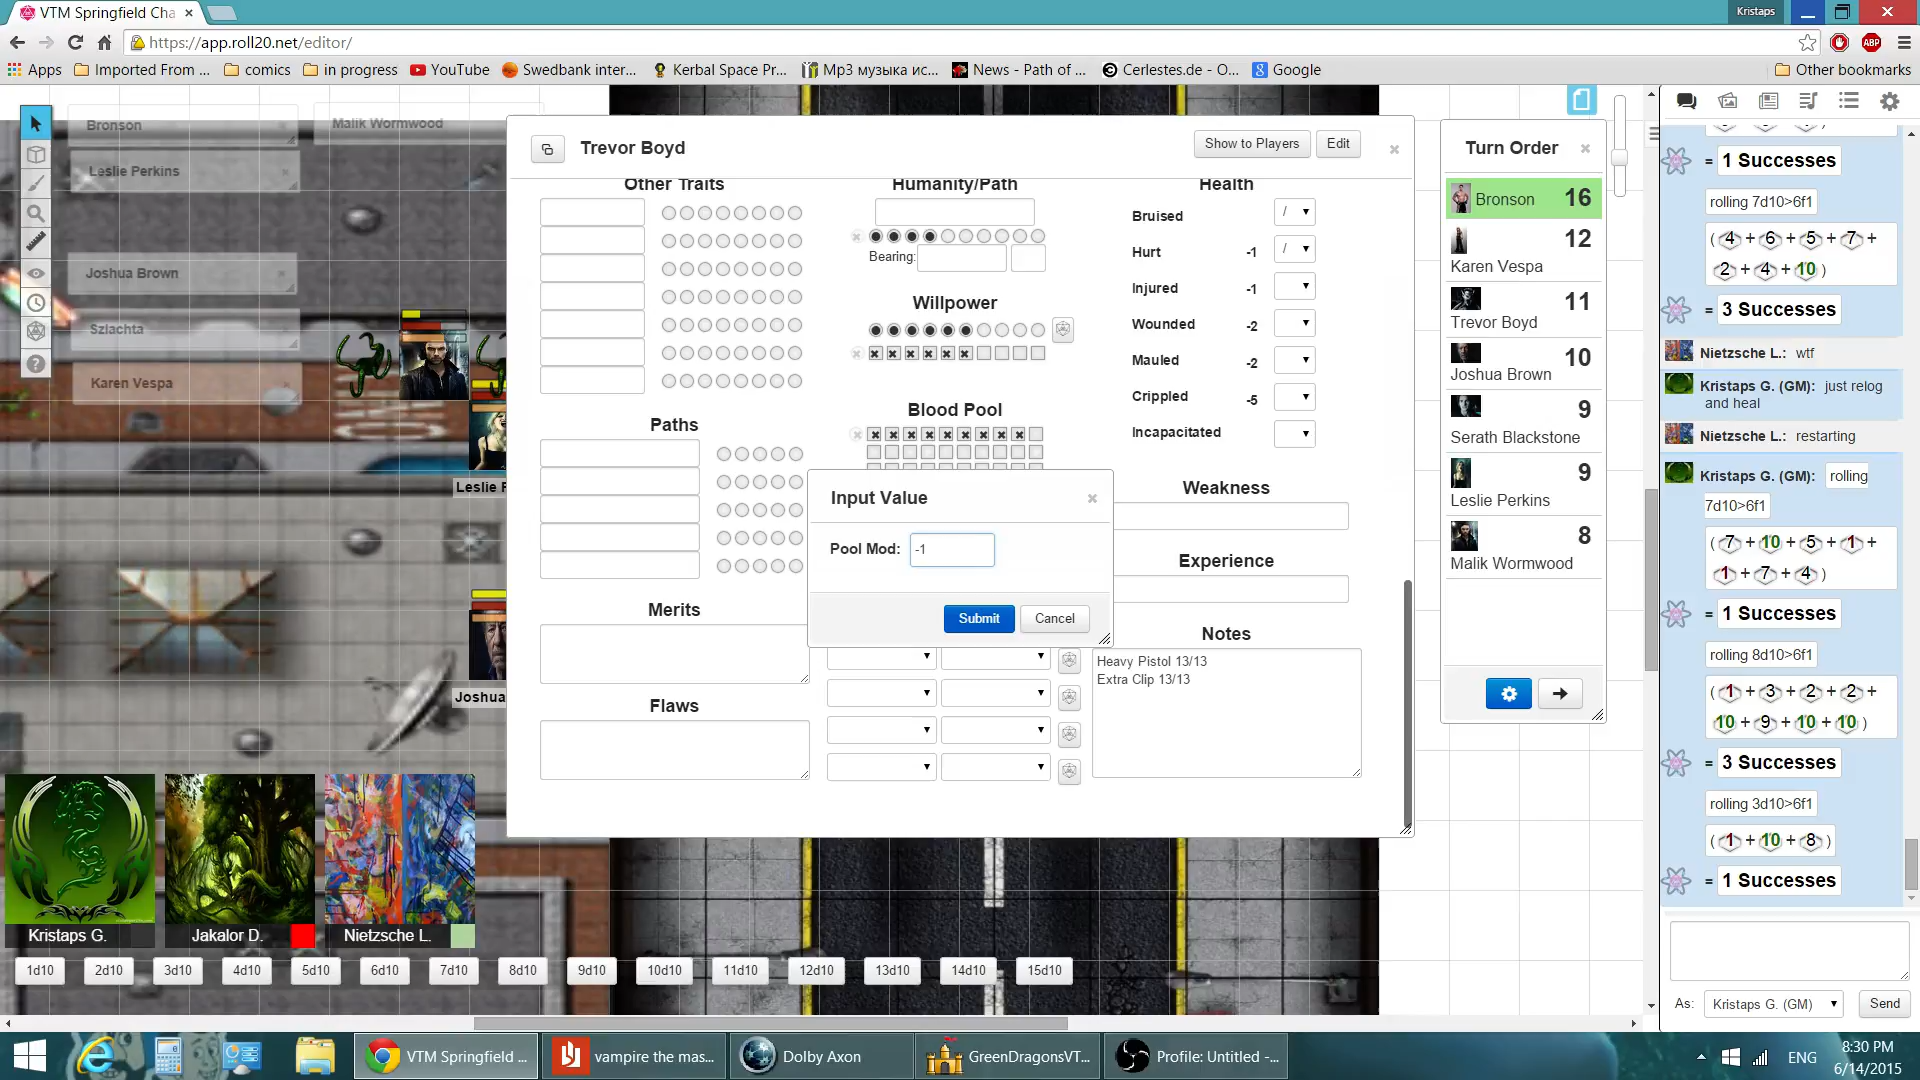 VTM Springfield Cha
Kristaps
https://app.roll20.net/editor/
ABP
Apps
Imported From ...
comics
in progress
YouTube
Swedbank inter...
Kerbal Space Pr...
Mp3 музыка ис...
News - Path of ...
Cerlestes.de - O...
Google
Other bookmarks
Bronson
Malik Wormwood
Leslie Perkins
Joshua Brown
Szlachta
Karen Vespa
Leslie P
Joshua
Trevor Boyd
Show to Players
Edit
Other Traits
Humanity/Path
Health
Bearing:
Bruised /
Hurt -1 /
Injured -1
Wounded -2
Mauled -2
Crippled -5
Incapacitated
Willpower
Blood Pool
Paths
Merits
Flaws
Input Value
Pool Mod: -1
Submit
Cancel
Weakness
Experience
Notes
Heavy Pistol 13/13
Extra Clip 13/13
Turn Order
Bronson 16
Karen Vespa 12
Trevor Boyd 11
Joshua Brown 10
Serath Blackstone 9
Leslie Perkins 9
Malik Wormwood 8
= 1 Successes
rolling 7d10>6f1
(4 + 6 + 5 + 7 +
2 + 4 + 10)
= 3 Successes
Nietzsche L.: wtf
Kristaps G. (GM): just relog
and heal
Nietzsche L.: restarting
Kristaps G. (GM): rolling
7d10>6f1
(7 + 10 + 5 + 1 +
1 + 7 + 4)
= 1 Successes
rolling 8d10>6f1
(1 + 3 + 2 + 2 +
10 + 9 + 10 + 10)
= 3 Successes
rolling 3d10>6f1
(1 + 10 + 8)
= 1 Successes
As: Kristaps G. (GM)
Send
Kristaps G.
Jakalor D.
Nietzsche L.
1d10
2d10
3d10
4d10
5d10
6d10
7d10
8d10
9d10
10d10
11d10
12d10
13d10
14d10
15d10
VTM Springfield ...
vampire the mas...
Dolby Axon
GreenDragonsVT...
Profile: Untitled -...
ENG
8:30 PM
6/14/2015